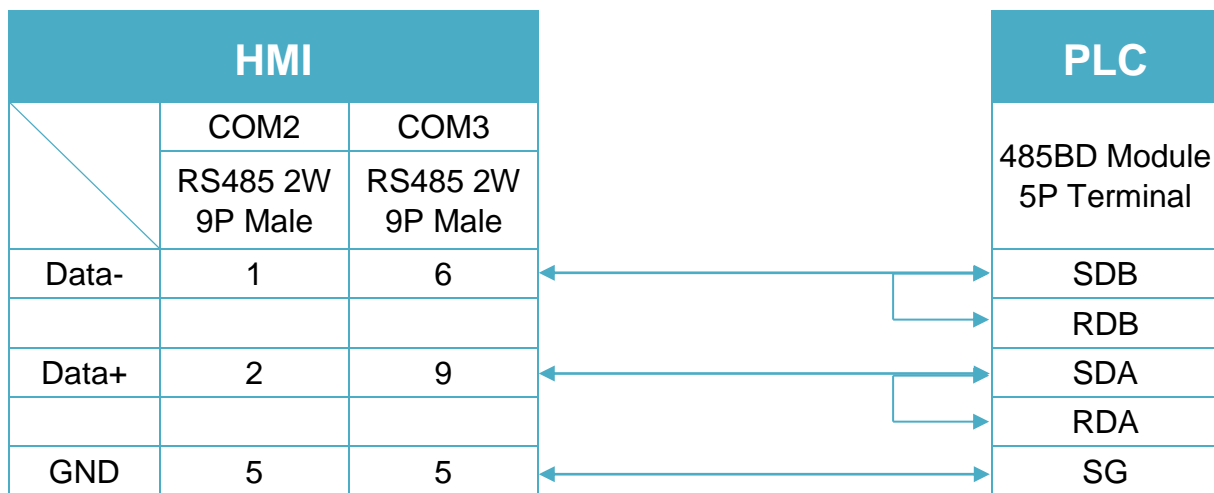 HMI
PLC
COM2 COM3
RS485 2W RS485 2W
9P Male 9P Male
485BD Module
5P Terminal
Data- 1 6 SDB
RDB
Data+ 2 9 SDA
RDA
GND 5 5 SG